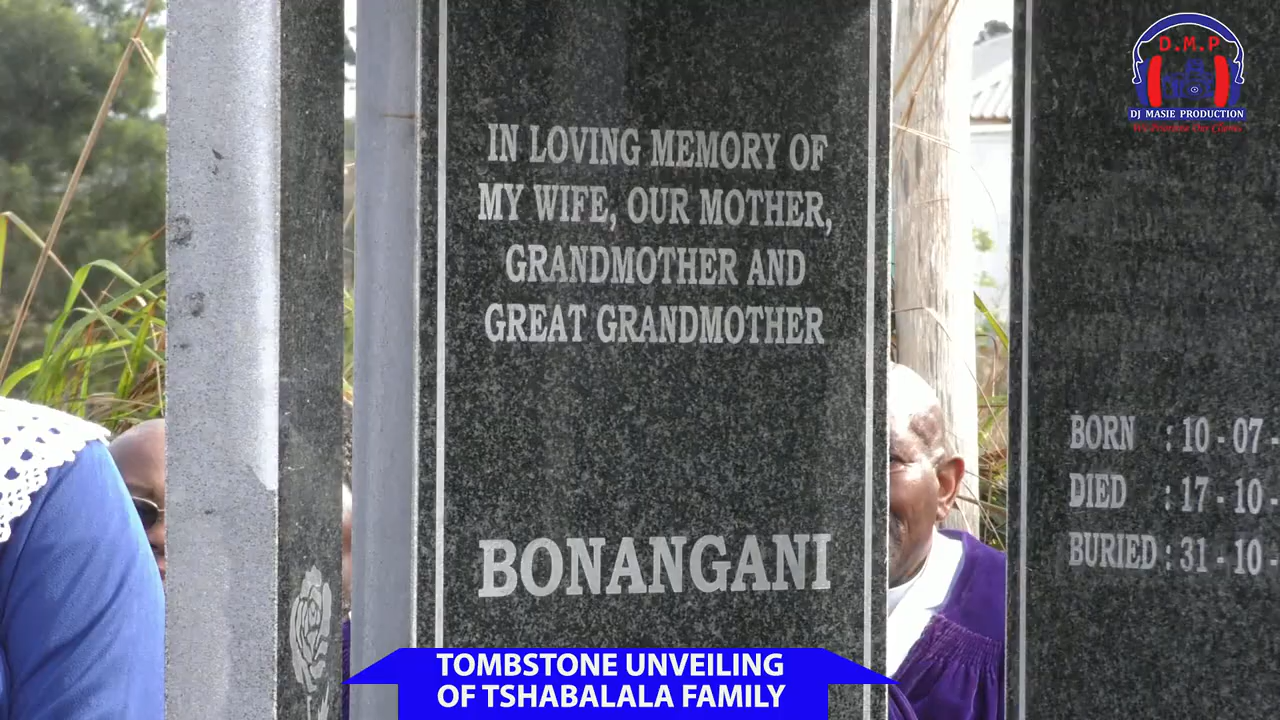 D.M.P
DJ MASIE PRODUCTION
IN LOVING MEMORY OF
MY WIFE, OUR MOTHER,
GRANDMOTHER AND
GREAT GRANDMOTHER
BONANGANI
BORN : 10 - 07 -
DIED : 17 - 10 -
BURIED : 31 - 10 -
TOMBSTONE UNVEILING
OF TSHABALALA FAMILY